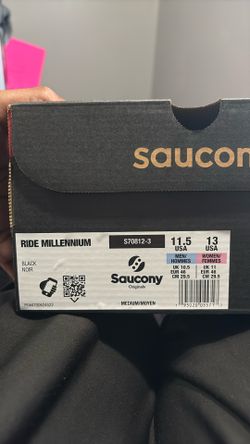 saucony
RIDE MILLENNIUM
S70812-3
11.5
USA
13
USA
MEN/
HOMMES
WOMEN/
FEMMES
UK 10.5
EUR 46
CM 29.5
UK 11
EUR 46
CM 29.5
BLACK
NOIR
Saucony
Originals
MEDIUM/MOYEN